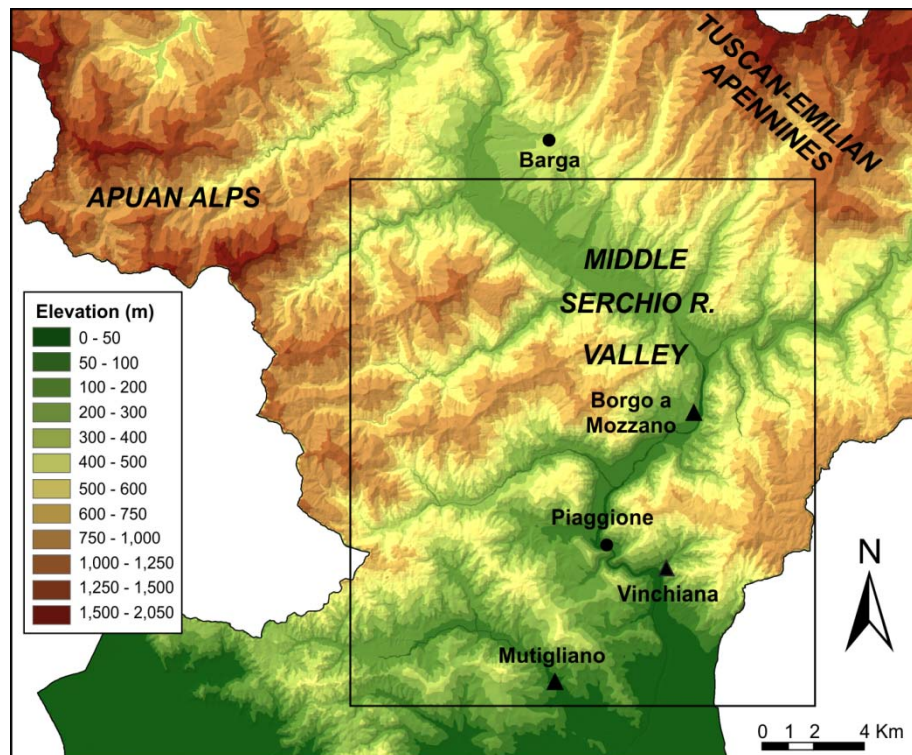 TUSCAN-EMILIAN
APENNINES
Barga
APUAN ALPS
MIDDLE
SERCHIO R.
VALLEY
Elevation (m)
0 - 50
50 - 100
100 - 200
200 - 300
300 - 400
400 - 500
500 - 600
600 - 750
750 - 1,000
1,000 - 1,250
1,250 - 1,500
1,500 - 2,050
Borgo a
Mozzano
Piaggione
Vinchiana
Mutigliano
N
0 1 2 4 Km